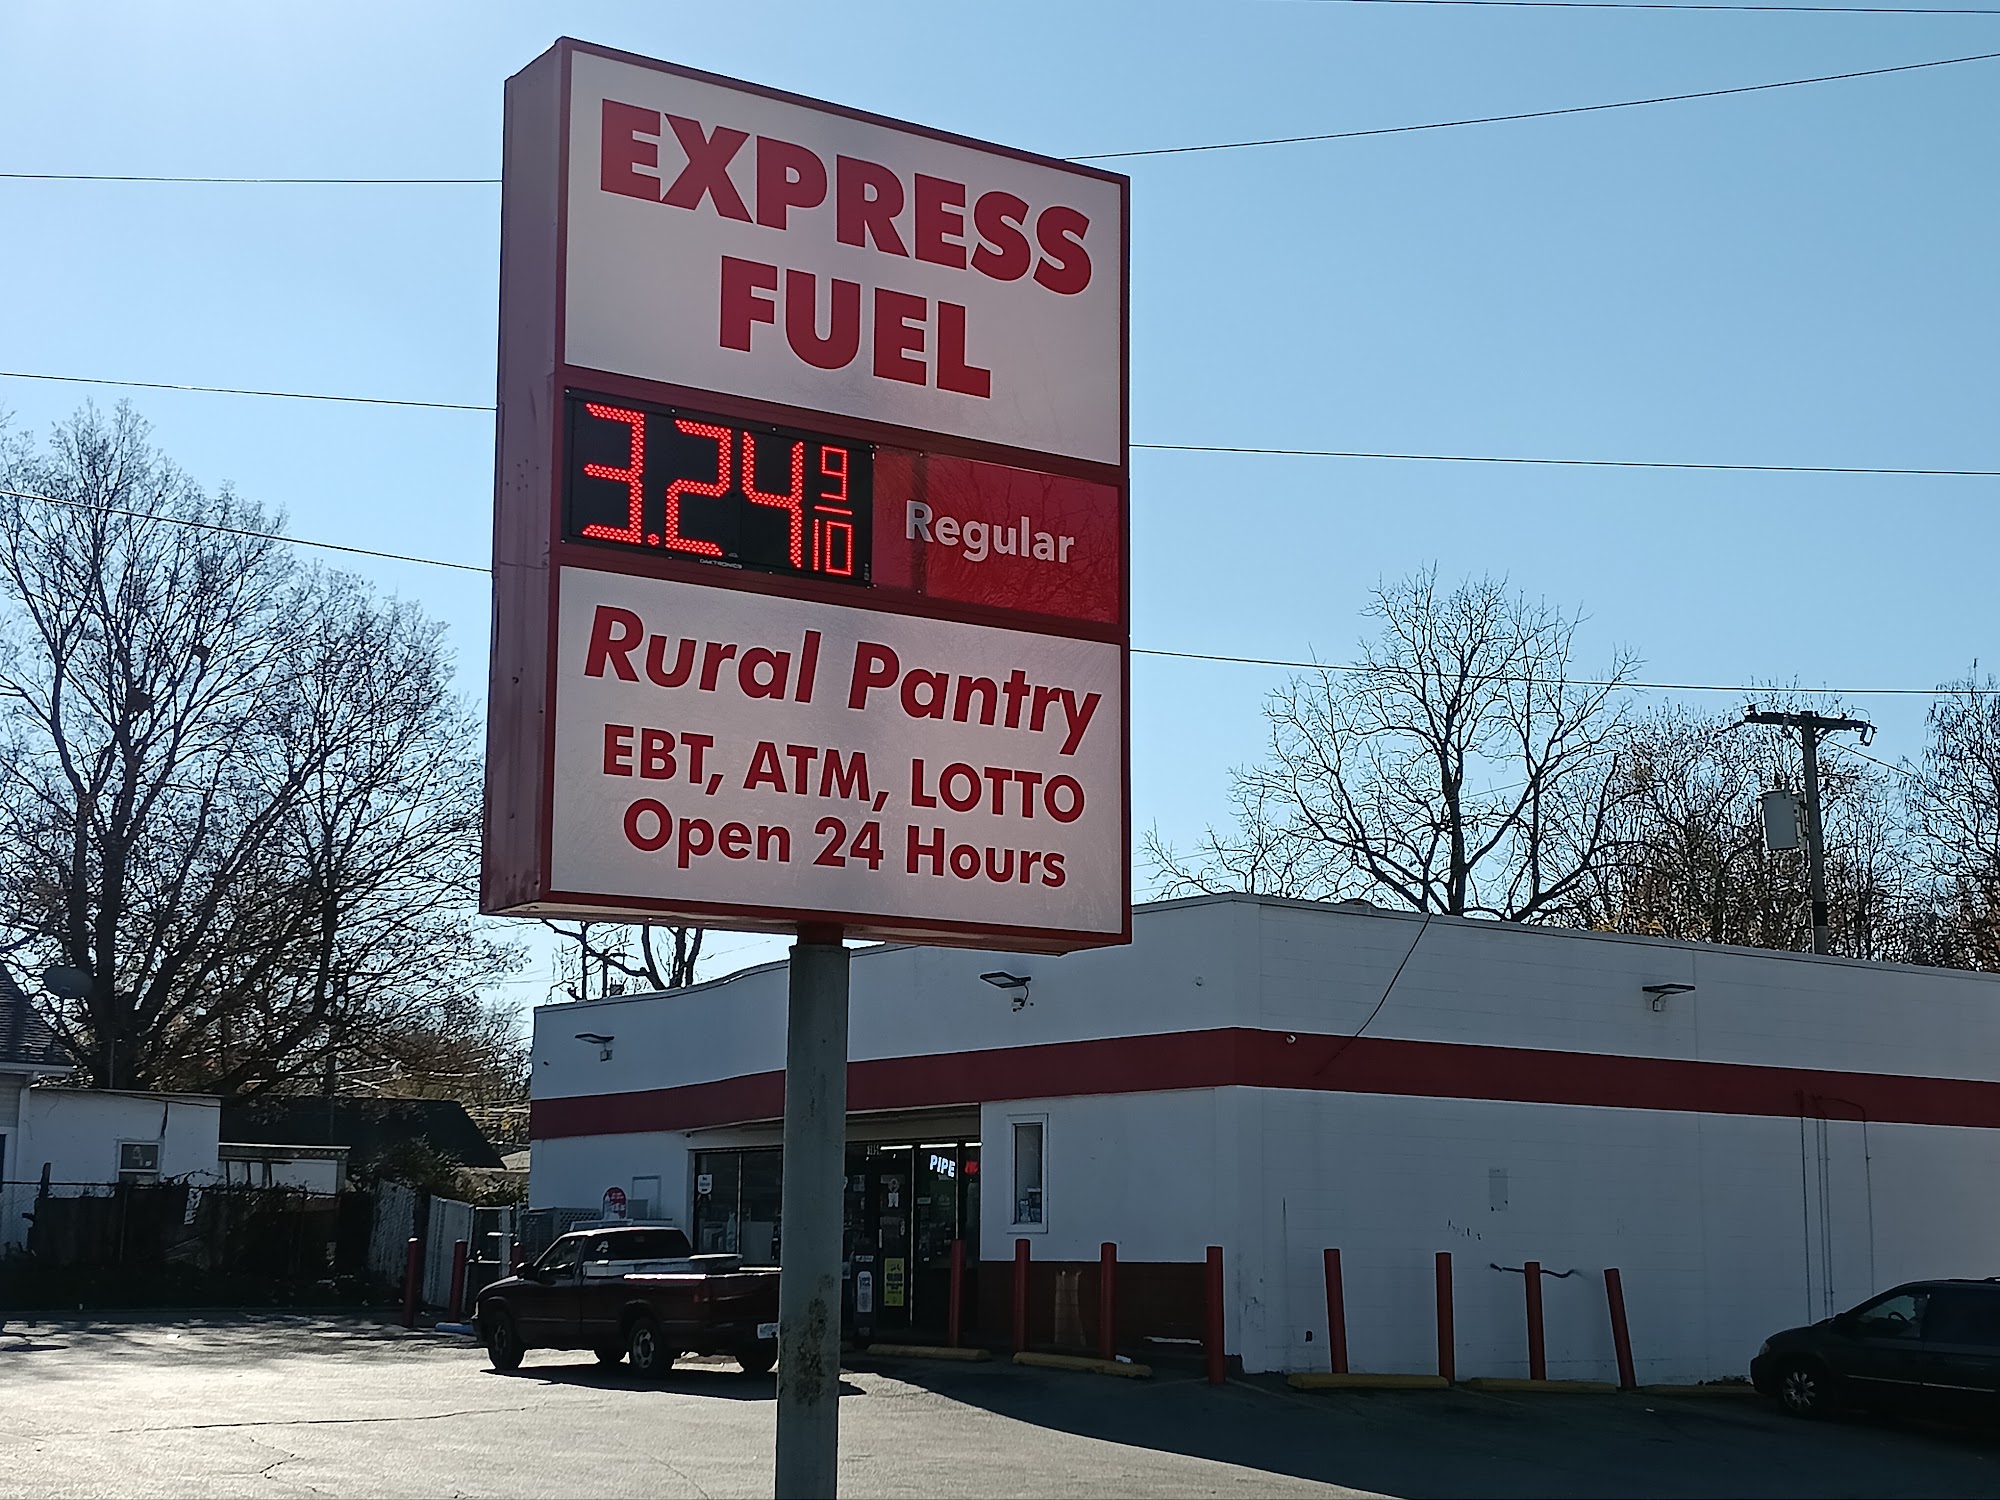 EXPRESS
FUEL
3.24 9/10
Regular
Rural Pantry
EBT, ATM, LOTTO
Open 24 Hours
PIPE